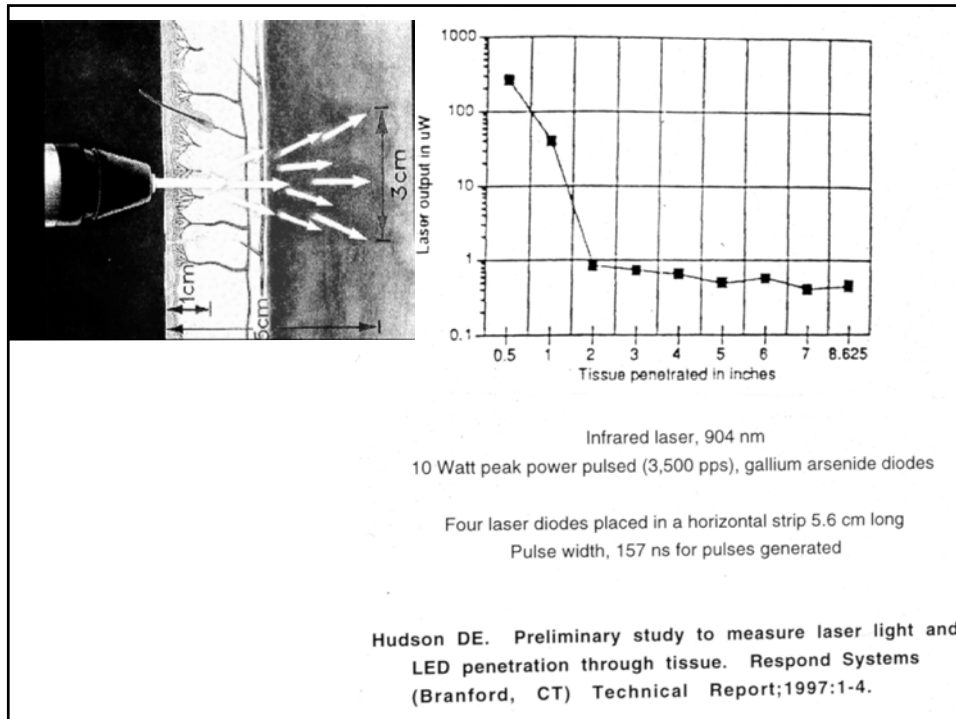 1cm
5cm
3cm
Laser output in uW
1000
100
10
1
0.1
0.5 1 2 3 4 5 6 7 8.625
Tissue penetrated in inches
Infrared laser, 904 nm
10 Watt peak power pulsed (3,500 pps), gallium arsenide diodes
Four laser diodes placed in a horizontal strip 5.6 cm long
Pulse width, 157 ns for pulses generated
Hudson DE. Preliminary study to measure laser light and
LED penetration through tissue. Respond Systems
(Branford, CT) Technical Report;1997:1-4.